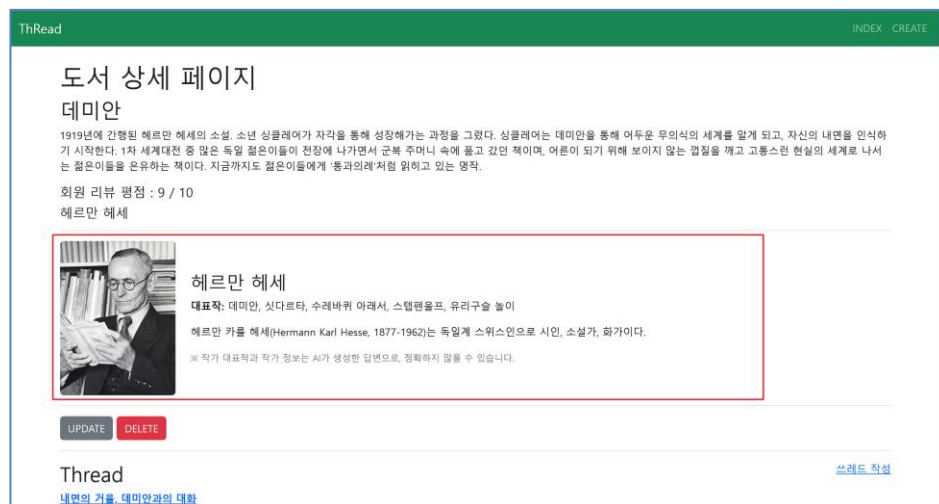 ThRead
INDEX CREATE
도서 상세 페이지
데미안
1919년에 간행된 헤르만 헤세의 소설. 소년 싱클레어가 자각을 통해 성장해가는 과정을 그렸다. 싱클레어는 데미안을 통해 어두운 무의식의 세계를 알게 되고, 자신의 내면을 인식하
기 시작한다. 1차 세계대전 중 많은 독일 젊은이들이 전장에 나가면서 군복 주머니 속에 품고 갔던 책이며, 어른이 되기 위해 보이지 않는 껍질을 깨고 고통스런 현실의 세계로 나서
는 젊은이들을 은유하는 책이다. 지금까지도 젊은이들에게 '통과의례'처럼 읽히고 있는 명작.
회원 리뷰 평점 : 9 / 10
헤르만 헤세
헤르만 헤세
대표작: 데미안, 싯다르타, 수레바퀴 아래서, 스텝펜울프, 유리구슬 놀이
헤르만 카를 헤세(Hermann Karl Hesse, 1877-1962)는 독일계 스위스인으로 시인, 소설가, 화가이다.
※ 작가 대표작과 작가 정보는 AI가 생성한 답변으로, 정확하지 않을 수 있습니다.
UPDATE DELETE
Thread
쓰레드 작성
내면의 거울, 데미안과의 대화